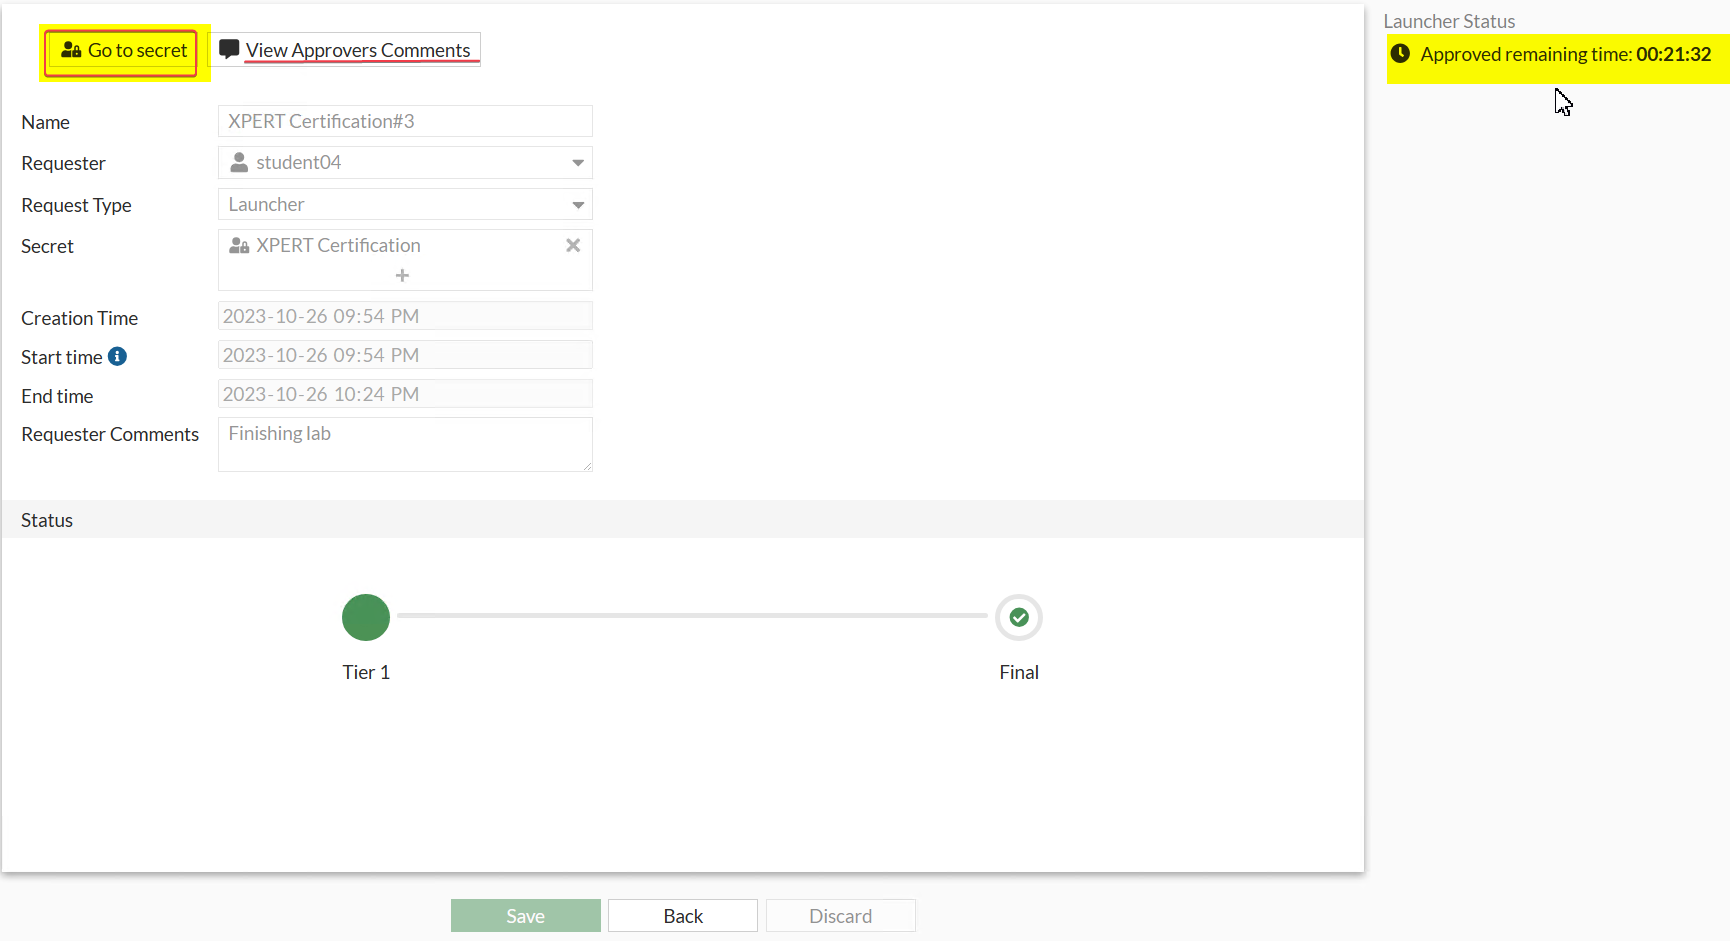 Go to secret View Approvers Comments
Launcher Status
Approved remaining time: 00:21:32
Name XPERT Certification#3
Requester student04
Request Type Launcher
Secret XPERT Certification
+
Creation Time 2023-10-26 09:54 PM
Start time 2023-10-26 09:54 PM
End time 2023-10-26 10:24 PM
Requester Comments Finishing lab
Status
Tier 1 Final
Save Back Discard